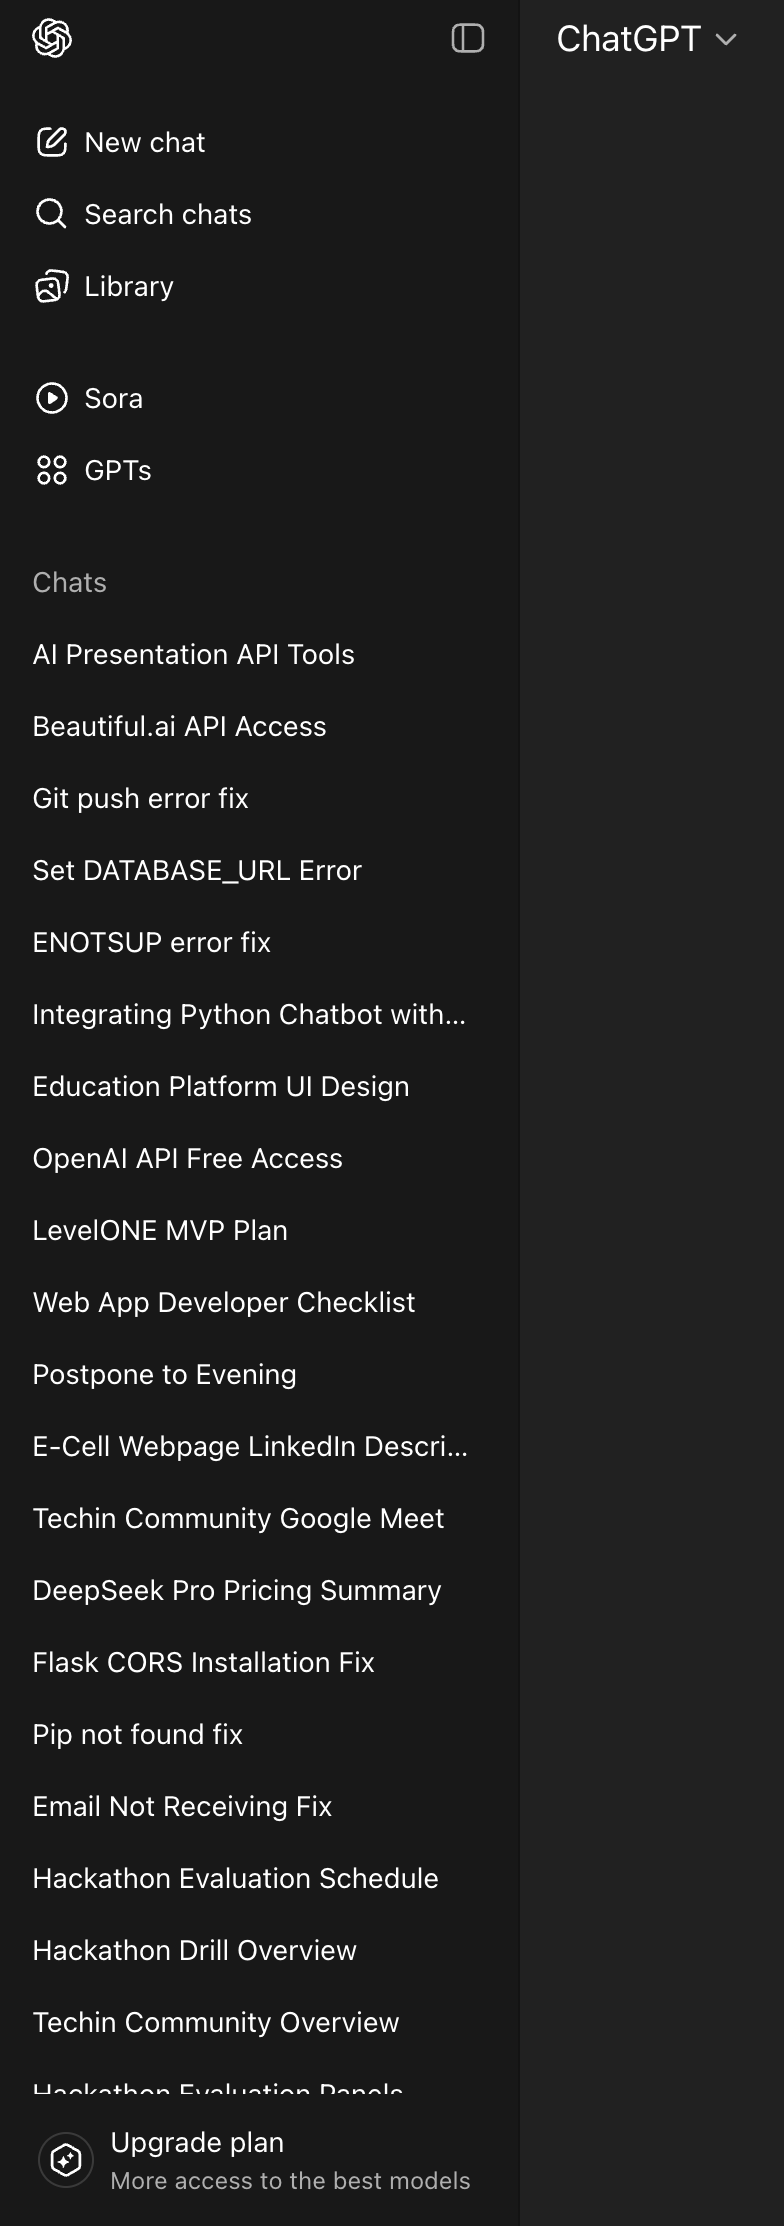 ChatGPT
New chat
Search chats
Library
Sora
GPTs
Chats
AI Presentation API Tools
Beautiful.ai API Access
Git push error fix
Set DATABASE_URL Error
ENOTSUP error fix
Integrating Python Chatbot with...
Education Platform UI Design
OpenAI API Free Access
LevelONE MVP Plan
Web App Developer Checklist
Postpone to Evening
E-Cell Webpage LinkedIn Descri...
Techin Community Google Meet
DeepSeek Pro Pricing Summary
Flask CORS Installation Fix
Pip not found fix
Email Not Receiving Fix
Hackathon Evaluation Schedule
Hackathon Drill Overview
Techin Community Overview
Hackathon Evaluation Panels
Upgrade plan
More access to the best models